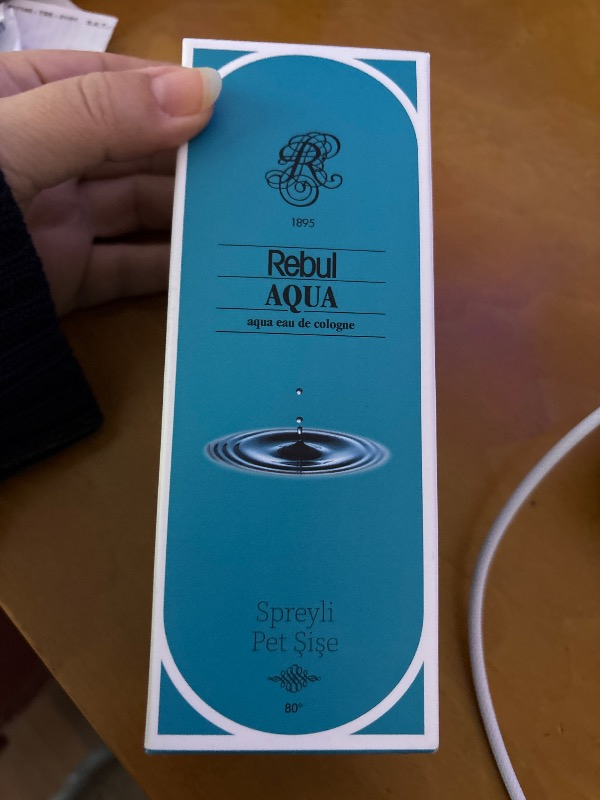 R
1895
Rebul
AQUA
aqua eau de cologne
Spreyli
Pet Şişe
80°